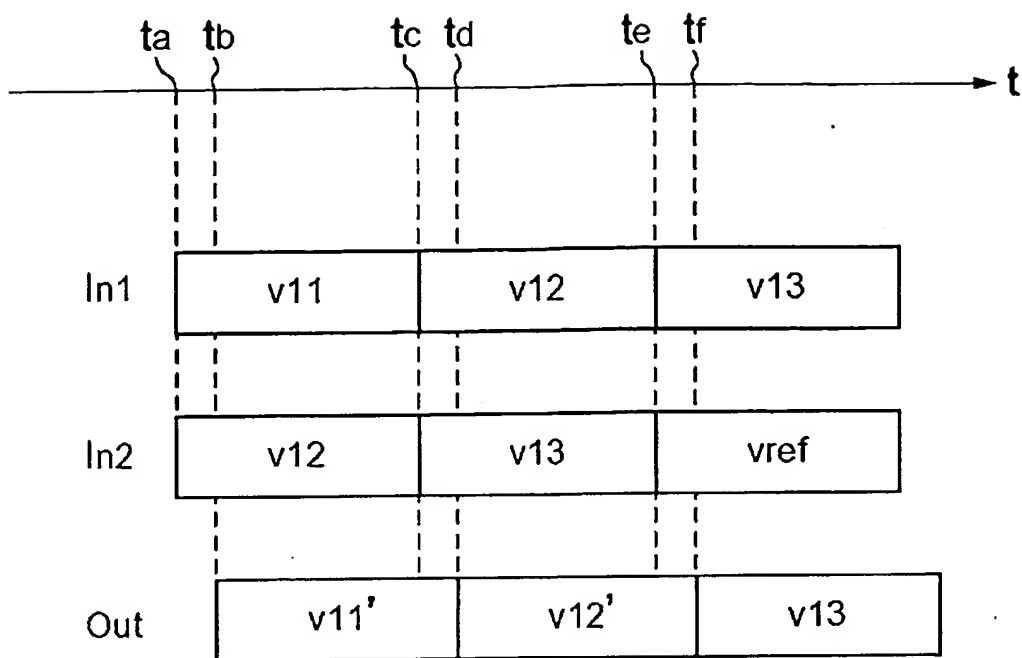 ta tb tc td te tf
t
In1 v11 v12 v13
In2 v12 v13 vref
Out v11' v12' v13